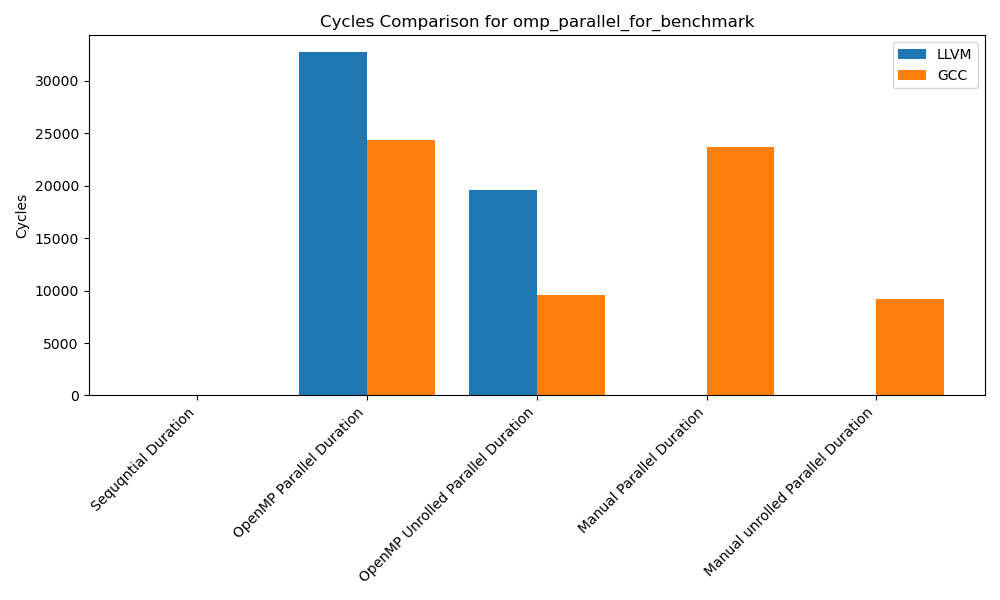 Cycles Comparison for omp_parallel_for_benchmark
LLVM
GCC
30000
25000
20000
15000
10000
5000
0
Cycles
Sequqntial Duration
OpenMP Parallel Duration
OpenMP Unrolled Parallel Duration
Manual Parallel Duration
Manual unrolled Parallel Duration